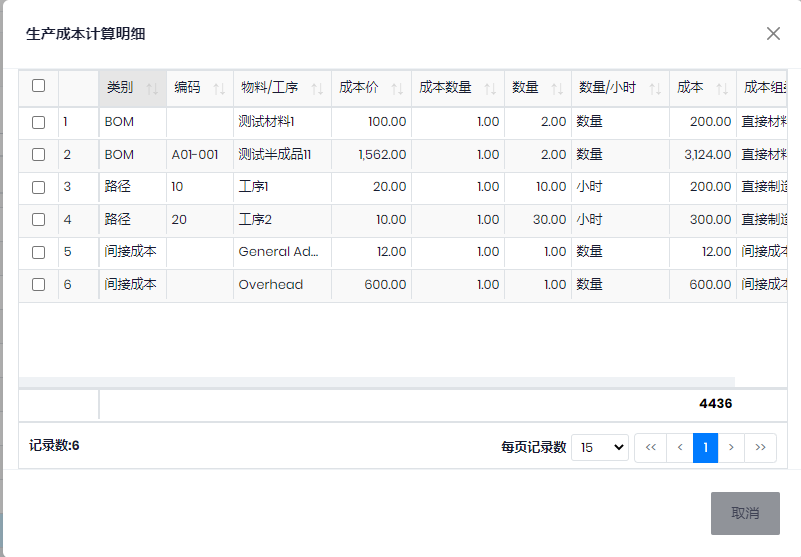 生产成本计算明细
类别 编码 物料/工序 成本价 成本数量 数量 数量/小时 成本 成本组
1 BOM 测试材料1 100.00 1.00 2.00 数量 200.00 直接材料
2 BOM A01-001 测试半成品11 1,562.00 1.00 2.00 数量 3,124.00 直接材料
3 路径 10 工序1 20.00 1.00 10.00 小时 200.00 直接制造
4 路径 20 工序2 10.00 1.00 30.00 小时 300.00 直接制造
5 间接成本 General Ad... 12.00 1.00 1.00 数量 12.00 间接成本
6 间接成本 Overhead 600.00 1.00 1.00 数量 600.00 间接成本
4436
记录数:6 每页记录数 15 << < 1 > >>
取消